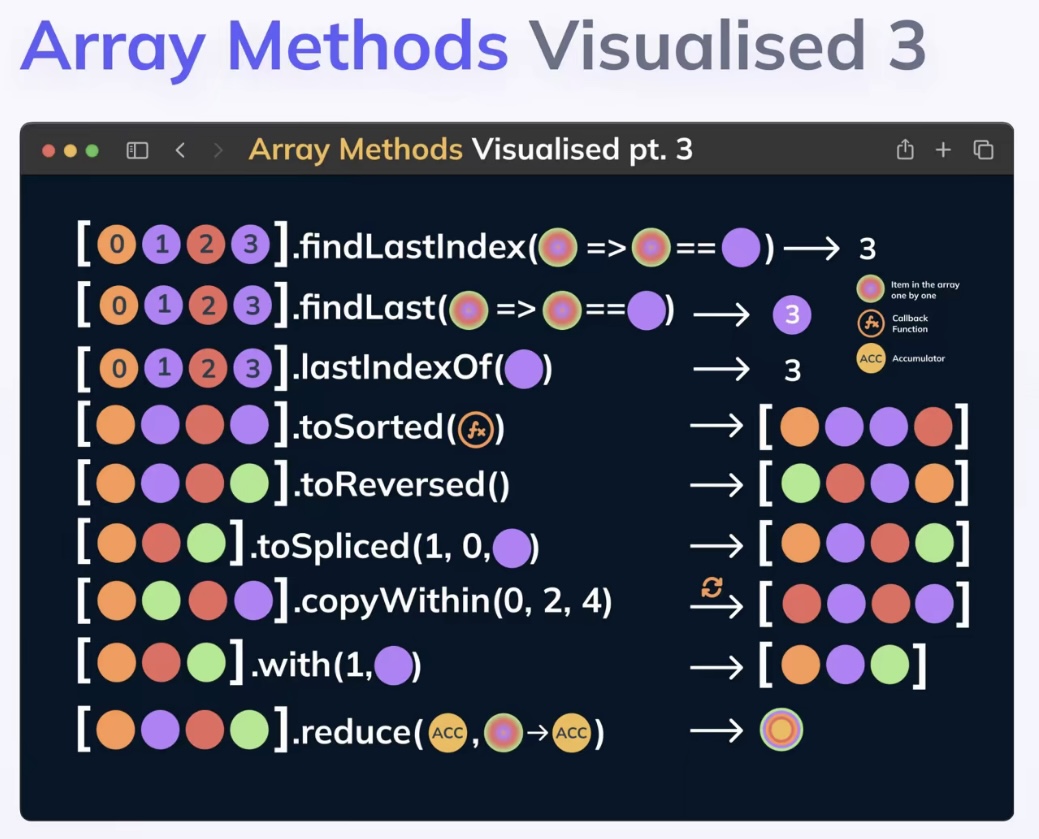 Array Methods Visualised 3
Array Methods Visualised pt. 3
[0 1 2 3].findLastIndex( => == ) → 3
[0 1 2 3].findLast( => == ) → 3
[0 1 2 3].lastIndexOf( ) → 3
Item in the array
one by one
fx Callback
Function
ACC Accumulator
[ ].toSorted(fx) → [ ]
[ ].toReversed() → [ ]
[ ].toSpliced(1, 0, ) → [ ]
[ ].copyWithin(0, 2, 4) → [ ]
[ ].with(1, ) → [ ]
[ ].reduce(ACC, → ACC) →